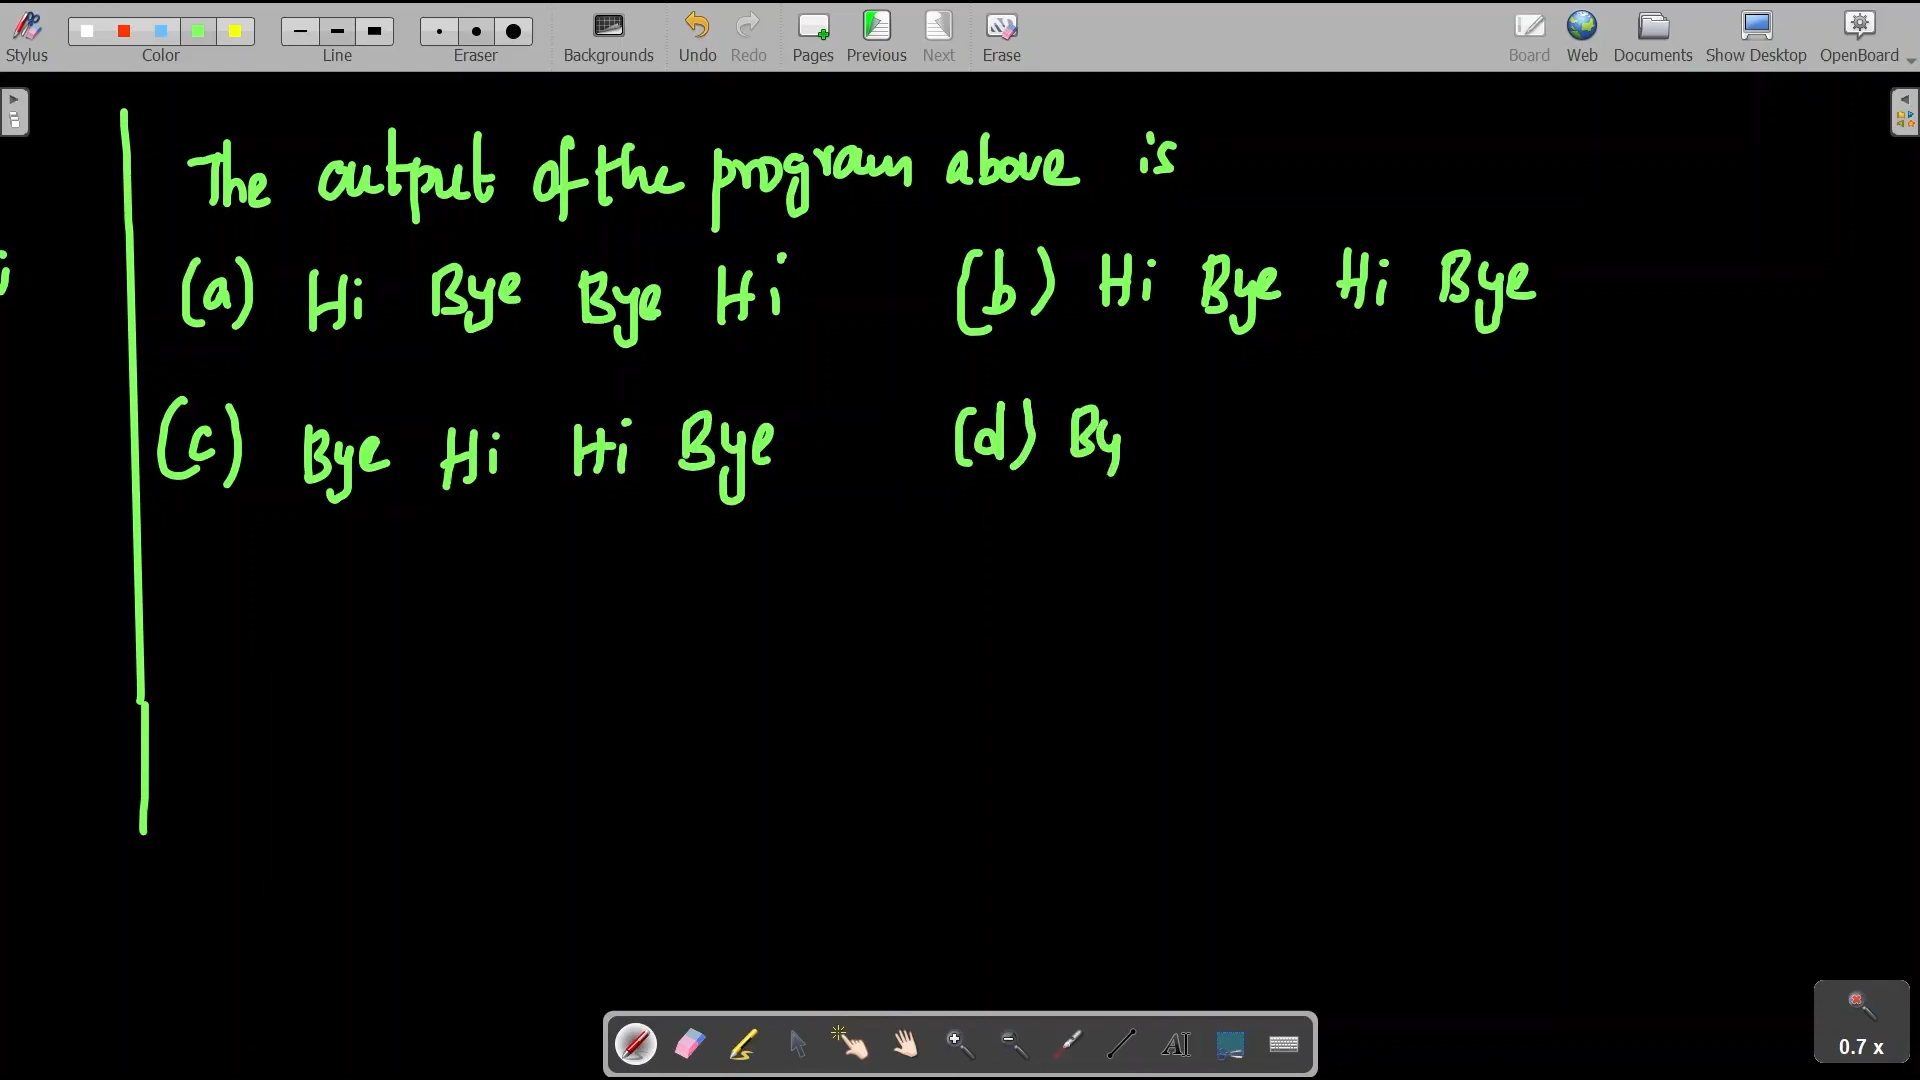 Stylus Color Line Eraser Backgrounds Undo Redo Pages Previous Next Erase Board Web Documents Show Desktop OpenBoard
The output of the program above is
(a) Hi Bye Bye Hi (b) Hi Bye Hi Bye
(c) Bye Hi Hi Bye (d) By
AI
0.7 x